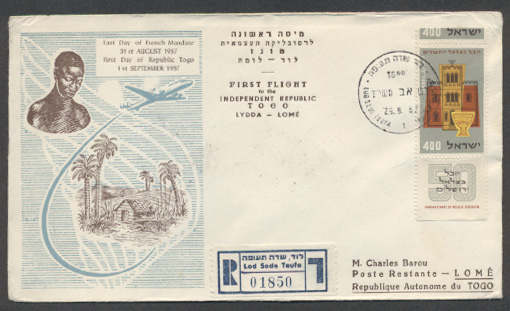 Last Day of French Mandate
31st AUGUST 1957
First Day of Republic Togo
1st SEPTEMBER 1957
טיסה ראשונה
לרפובליקה העצמאית
טוגו
לוד - לומה
FIRST FLIGHT
to the
INDEPENDENT REPUBLIC
TOGO
LYDDA - LOMÉ
400 ישראל
ישראל
400
לוד, שדה תעופה
Lod Sede Teufa
R
01850
M. Charles Barou
Poste Restante - LOMÉ
Republique Autonome du TOGO